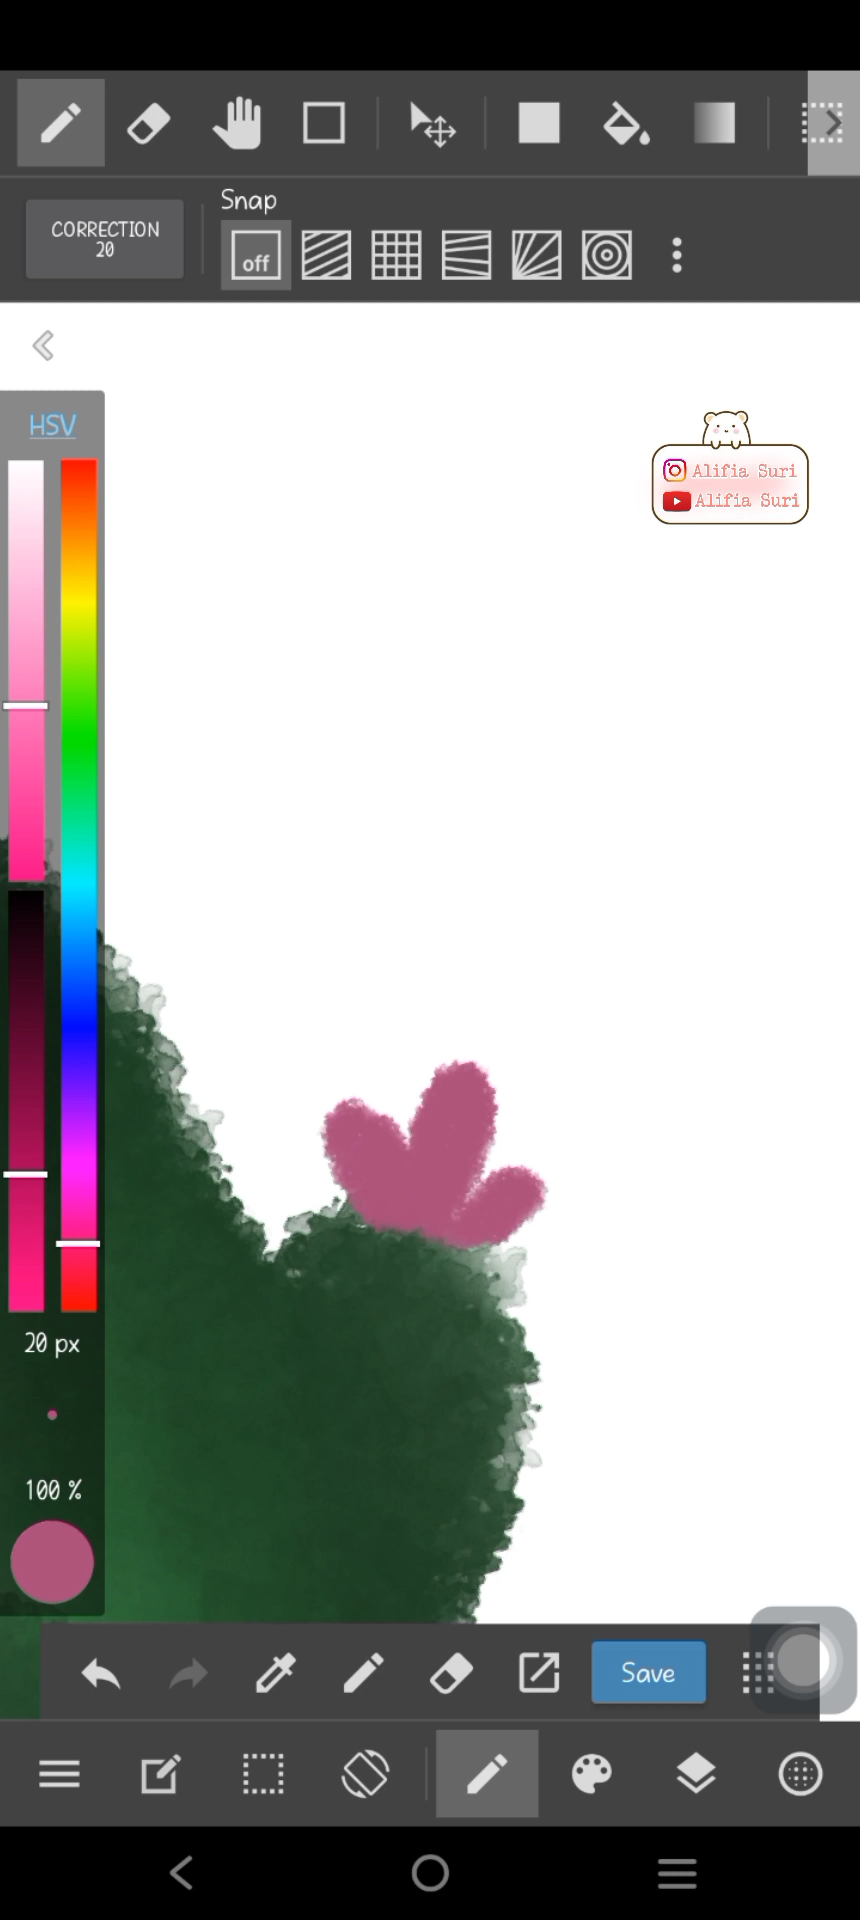 Snap
CORRECTION
20
off
HSV
Alifia Suri
Alifia Suri
20 px
100 %
Save